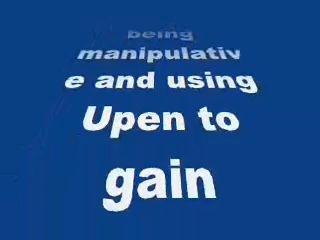 being
manipulativ
e and using
Upen to
gain